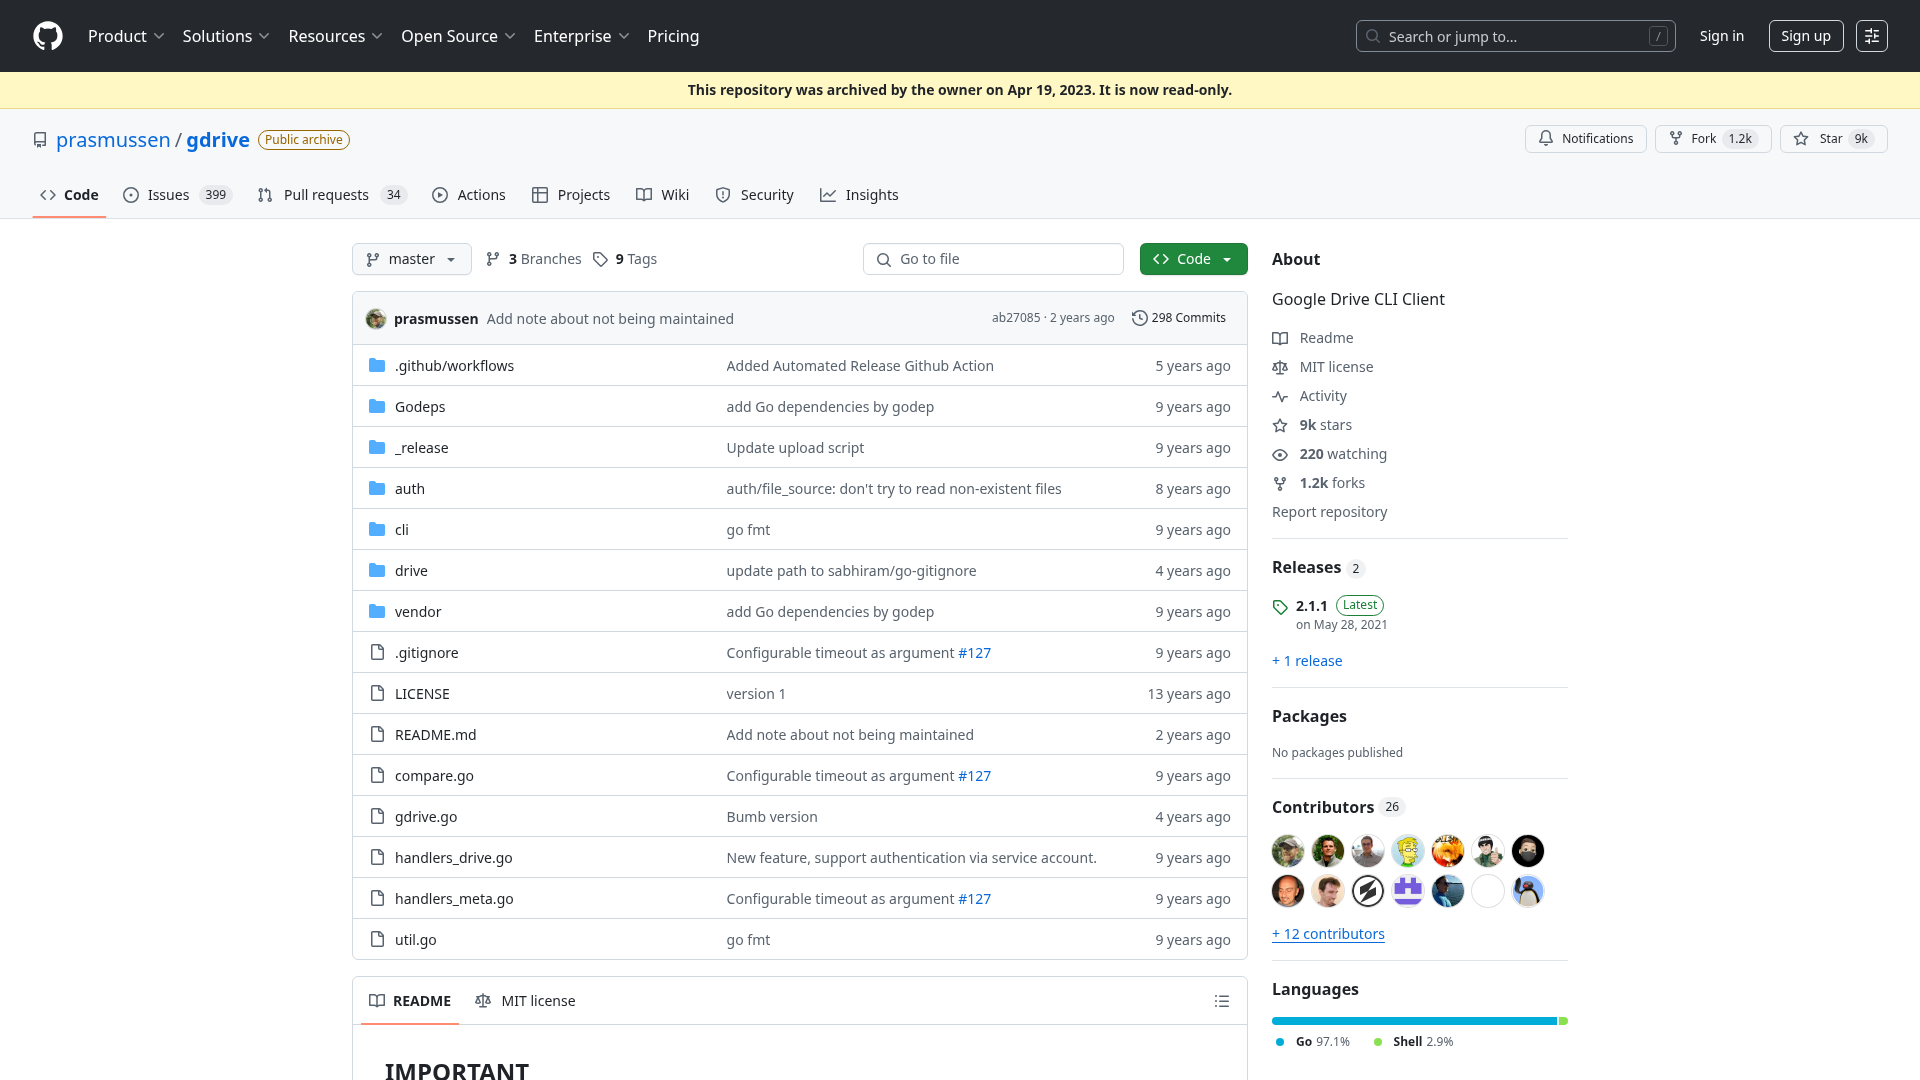 Product Solutions Resources Open Source Enterprise Pricing Search or jump to... / Sign in Sign up
This repository was archived by the owner on Apr 19, 2023. It is now read-only.
prasmussen / gdrive Public archive Notifications Fork 1.2k Star 9k
Code Issues 399 Pull requests 34 Actions Projects Wiki Security Insights
master 3 Branches 9 Tags Go to file Code
prasmussen Add note about not being maintained ab27085 · 2 years ago 298 Commits
.github/workflows Added Automated Release Github Action 5 years ago
Godeps add Go dependencies by godep 9 years ago
_release Update upload script 9 years ago
auth auth/file_source: don't try to read non-existent files 8 years ago
cli go fmt 9 years ago
drive update path to sabhiram/go-gitignore 4 years ago
vendor add Go dependencies by godep 9 years ago
.gitignore Configurable timeout as argument #127 9 years ago
LICENSE version 1 13 years ago
README.md Add note about not being maintained 2 years ago
compare.go Configurable timeout as argument #127 9 years ago
gdrive.go Bumb version 4 years ago
handlers_drive.go New feature, support authentication via service account. 9 years ago
handlers_meta.go Configurable timeout as argument #127 9 years ago
util.go go fmt 9 years ago
README MIT license
IMPORTANT
About
Google Drive CLI Client
Readme
MIT license
Activity
9k stars
220 watching
1.2k forks
Report repository
Releases 2
2.1.1 Latest
on May 28, 2021
+ 1 release
Packages
No packages published
Contributors 26
+ 12 contributors
Languages
Go 97.1% Shell 2.9%